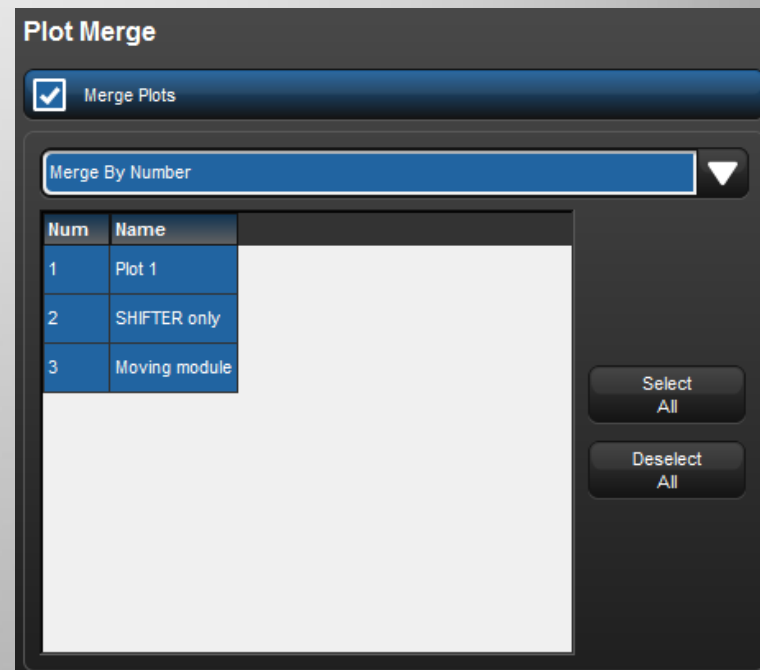 Plot Merge
Merge Plots
Merge By Number
Num Name
1 Plot 1
2 SHIFTER only
3 Moving module
Select
All
Deselect
All